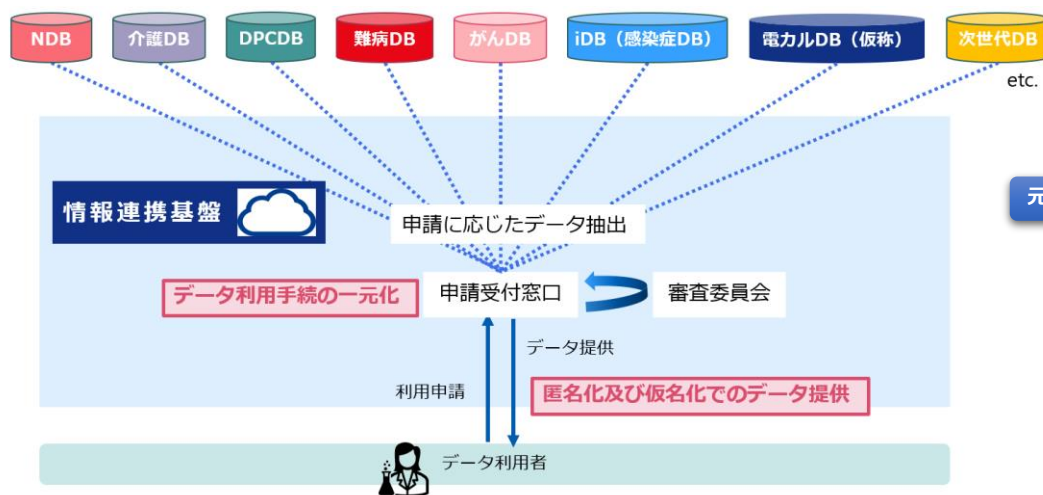 NDB
介護DB
DPCDB
難病DB
がんDB
iDB（感染症DB）
電カルDB（仮称）
次世代DB
etc.
情報連携基盤
元
申請に応じたデータ抽出
データ利用手続の一元化
申請受付窓口
審査委員会
データ提供
利用申請
匿名化及び仮名化でのデータ提供
データ利用者